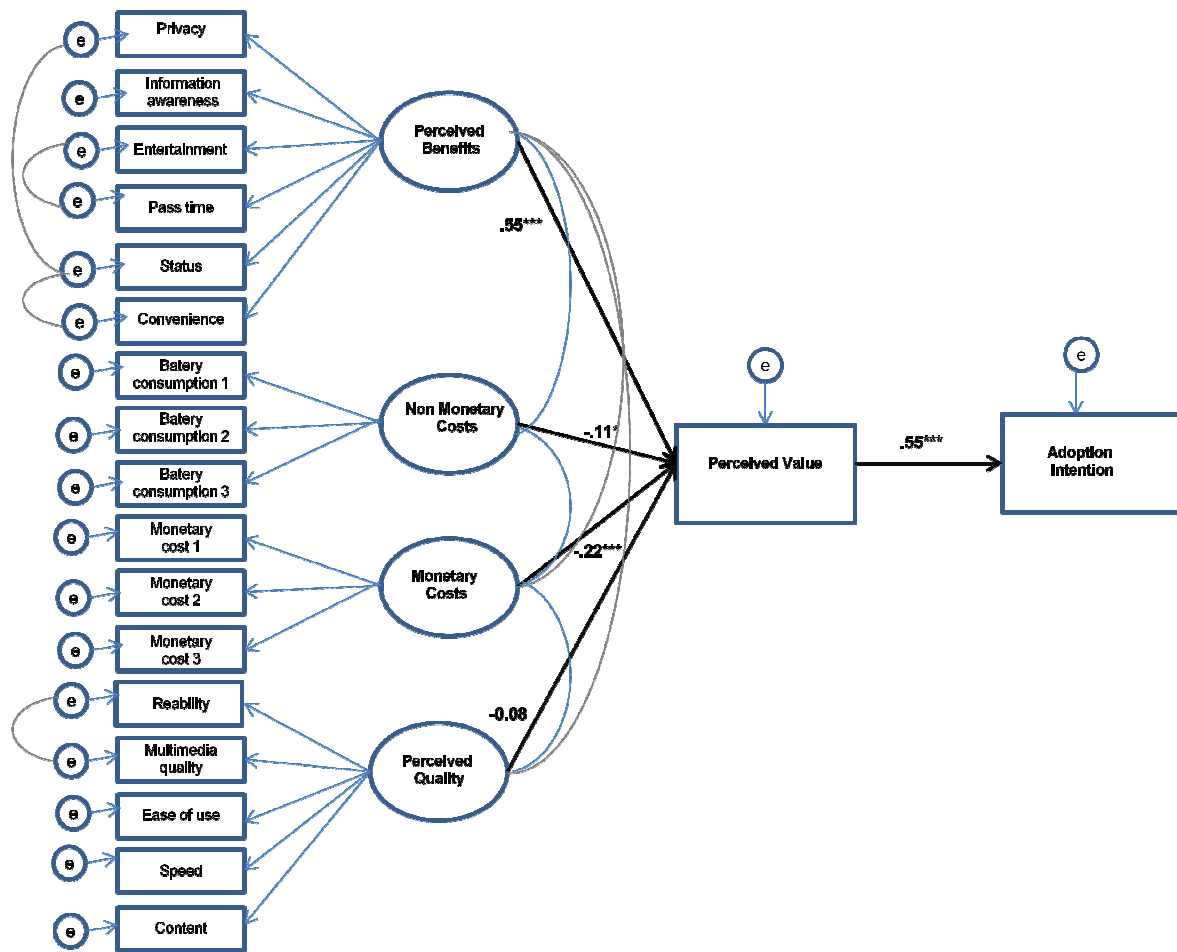 e
Privacy
e
Information
awareness
e
Entertainment
e
Pass time
e
Status
e
Convenience
e
Batery
consumption 1
e
Batery
consumption 2
e
Batery
consumption 3
e
Monetary
cost 1
e
Monetary
cost 2
e
Monetary
cost 3
e
Reability
e
Multimedia
quality
e
Ease of use
e
Speed
e
Content
Perceived
Benefits
Non Monetary
Costs
Monetary
Costs
Perceived
Quality
.55***
-.11*
-.22***
-0.08
e
Perceived Value
.55***
e
Adoption
Intention